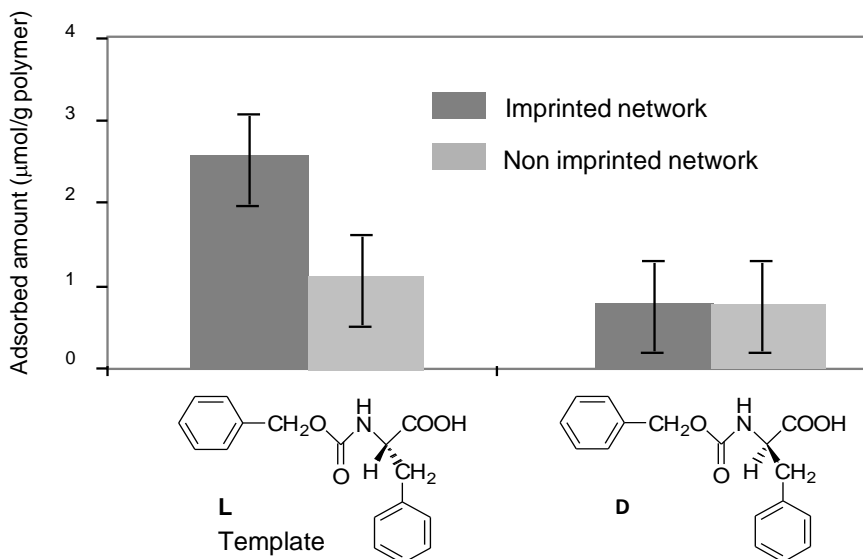 Adsorbed amount (μmol/g polymer)
4
3
2
1
0
Imprinted network
Non imprinted network
CH2O
O
H
N
COOH
H
CH2
L
Template
CH2O
O
H
N
COOH
H
CH2
D